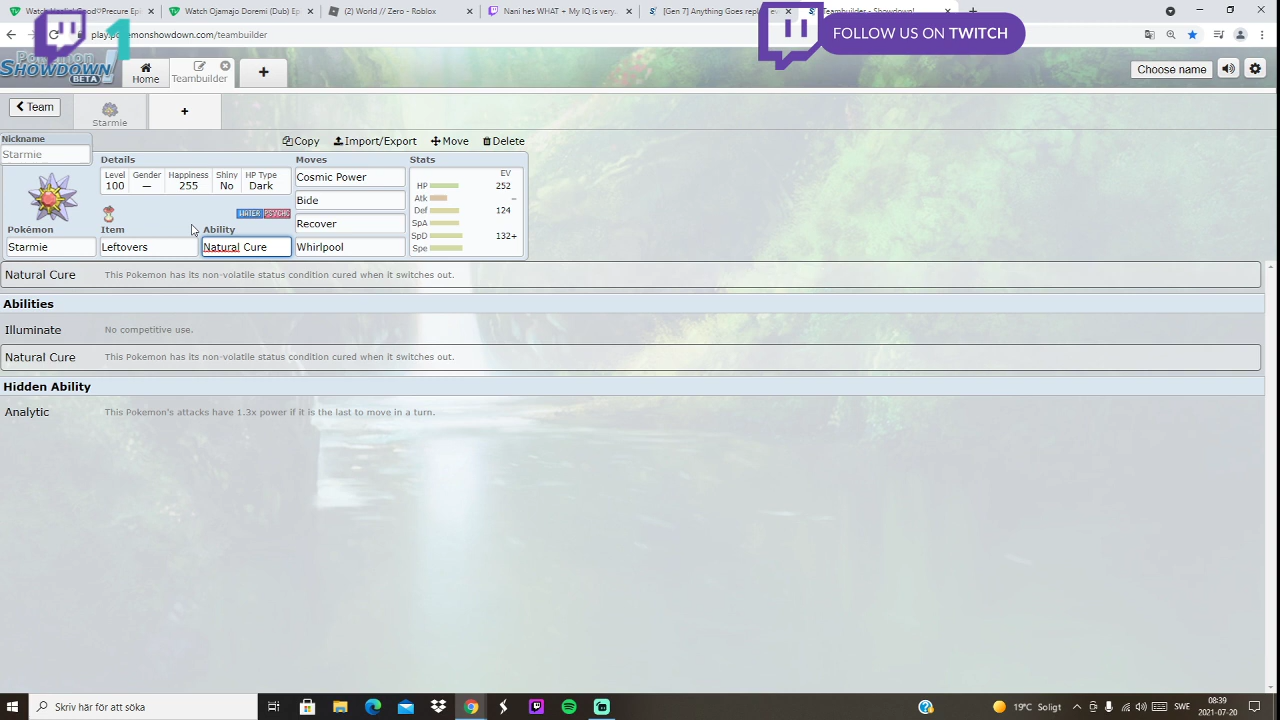 Watch Ojamajo Doremi (Dub) Ep
(2) World // Zero - Roblox
Nani hes WHAT + My IQ is very
[Gen 7] Anything Goes repl
Teambuilder - Showdown!
play.pokemonshowdown.com/teambuilder
FOLLOW US ON TWITCH
Pokémon
SHOWDOWN
BETA
Home
Teambuilder
+
Choose name
Team
Starmie
+
Nickname
Starmie
Copy Import/Export Move Delete
Details
Level Gender Happiness Shiny HP Type
100 — 255 No Dark
WATER PSYCHC
Pokémon Item Ability
Starmie Leftovers Natural Cure
Moves
Cosmic Power
Bide
Recover
Whirlpool
Stats
EV
HP 252
Atk –
Def 124
SpA
SpD 132+
Spe
Natural Cure This Pokemon has its non-volatile status condition cured when it switches out.
Abilities
Illuminate No competitive use.
Natural Cure This Pokemon has its non-volatile status condition cured when it switches out.
Hidden Ability
Analytic This Pokemon's attacks have 1.3x power if it is the last to move in a turn.
Skriv här för att söka
19°C Soligt
SWE
08:39
2021-07-20